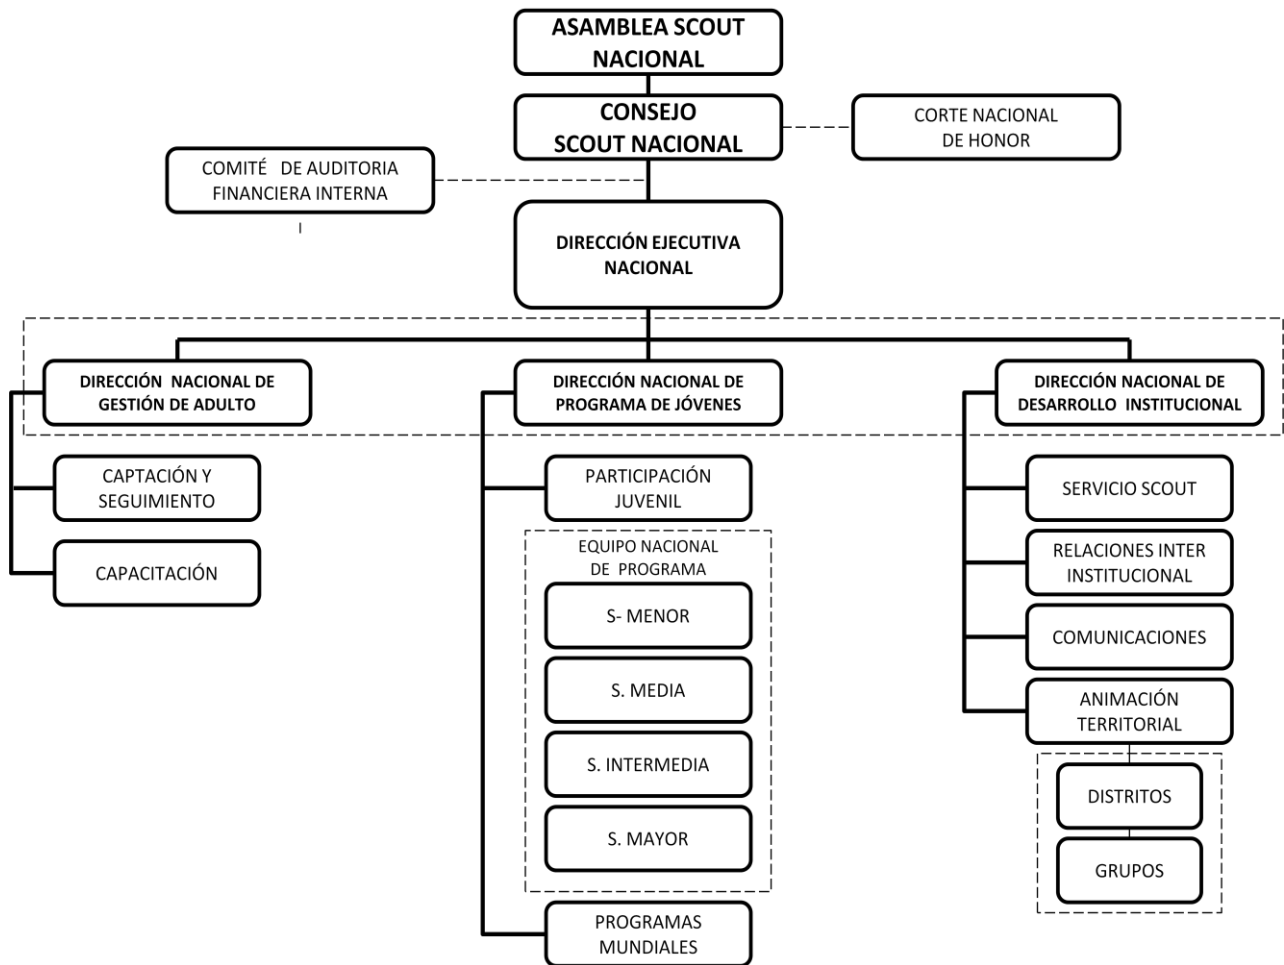 ASAMBLEA SCOUT
NACIONAL
CONSEJO
SCOUT NACIONAL
CORTE NACIONAL
DE HONOR
COMITÉ DE AUDITORIA
FINANCIERA INTERNA
DIRECCIÓN EJECUTIVA
NACIONAL
DIRECCIÓN NACIONAL DE
GESTIÓN DE ADULTO
DIRECCIÓN NACIONAL DE
PROGRAMA DE JÓVENES
DIRECCIÓN NACIONAL DE
DESARROLLO INSTITUCIONAL
CAPTACIÓN Y
SEGUIMIENTO
CAPACITACIÓN
PARTICIPACIÓN
JUVENIL
EQUIPO NACIONAL
DE PROGRAMA
S- MENOR
S. MEDIA
S. INTERMEDIA
S. MAYOR
PROGRAMAS
MUNDIALES
SERVICIO SCOUT
RELACIONES INTER
INSTITUCIONAL
COMUNICACIONES
ANIMACIÓN
TERRITORIAL
DISTRITOS
GRUPOS